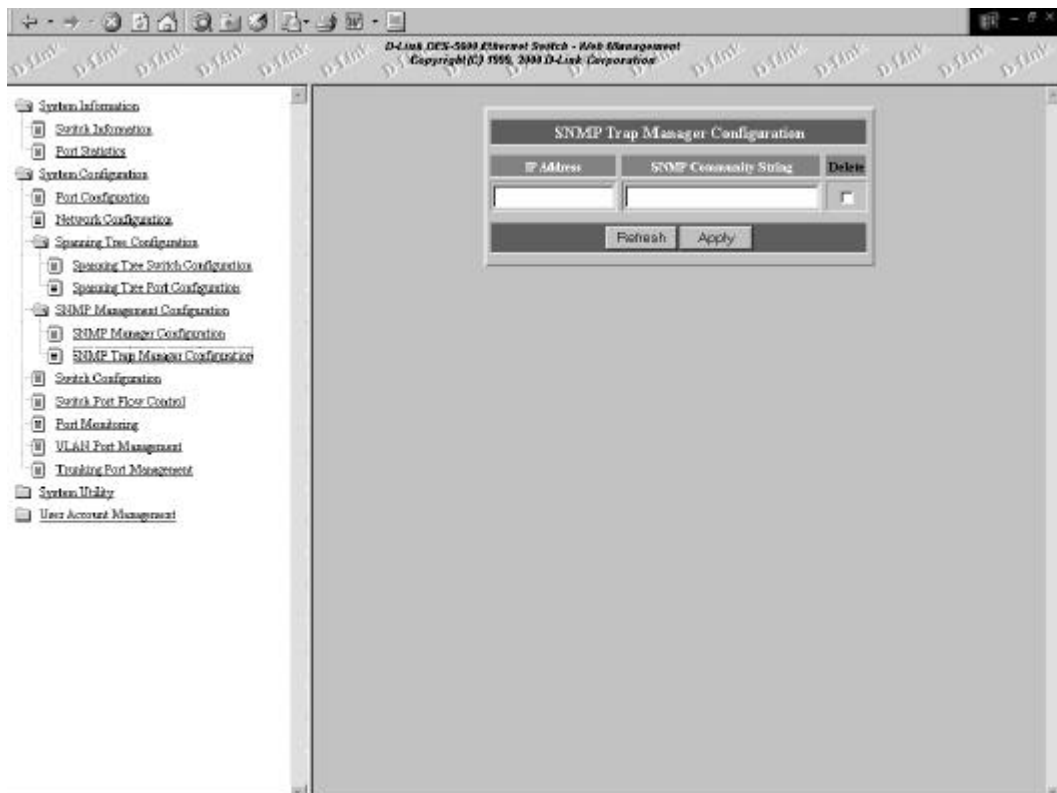 D-Link DES-5600 Ethernet Switch - Web Management
Copyright (C) 1999, 2000 D-Link Corporation
System Information
Switch Information
Port Statistics
System Configuration
Port Configuration
Network Configuration
Spanning Tree Configuration
Spanning Tree Switch Configuration
Spanning Tree Port Configuration
SNMP Management Configuration
SNMP Manager Configuration
SNMP Trap Manager Configuration
Switch Configuration
Switch Port Flow Control
Port Monitoring
VLAN Port Management
Trunking Port Management
System Utility
User Account Management
SNMP Trap Manager Configuration
IP Address SNMP Community String Delete
Refresh Apply